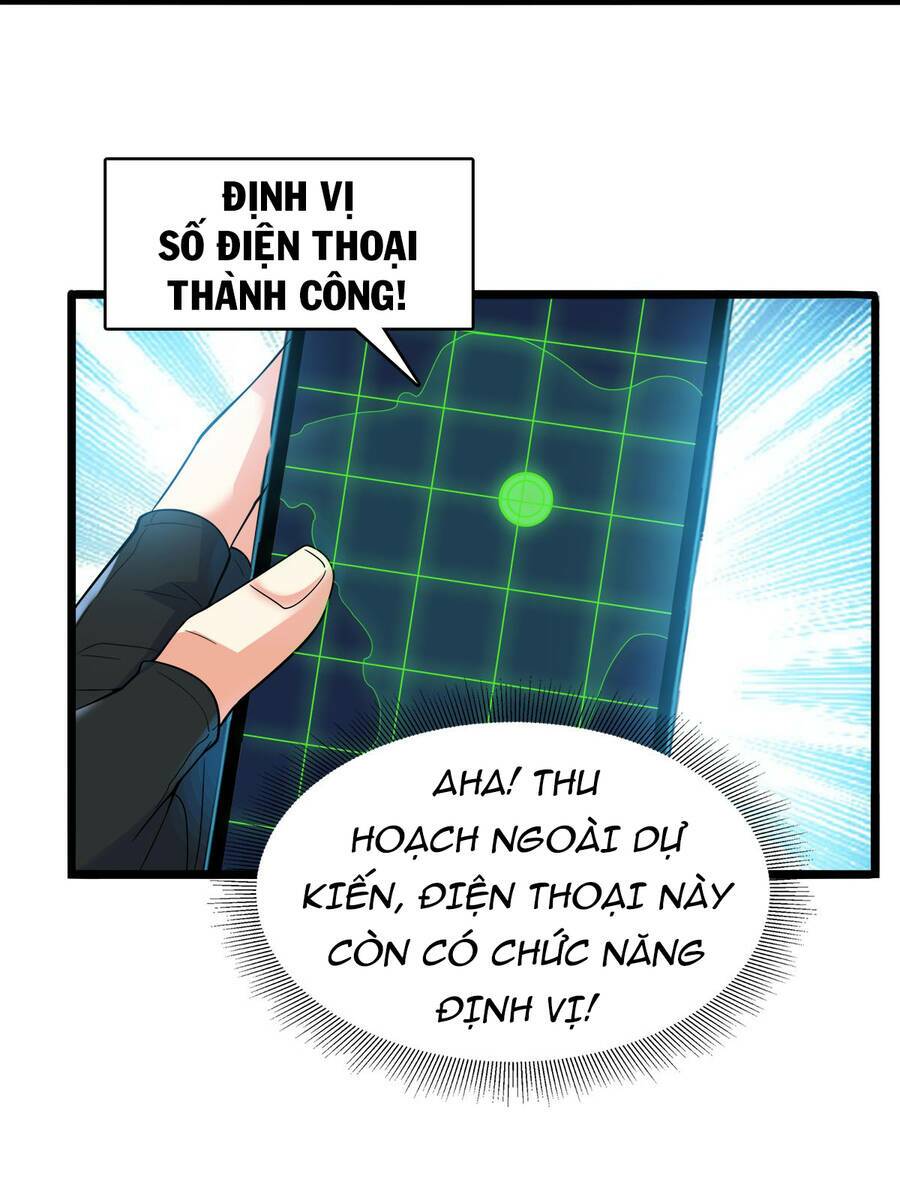 ĐỊNH VỊ
SỐ ĐIỆN THOẠI
THÀNH CÔNG!
AHA! THU
HOẠCH NGOÀI DỰ
KIẾN, ĐIỆN THOẠI NÀY
CÒN CÓ CHỨC NĂNG
ĐỊNH VỊ!